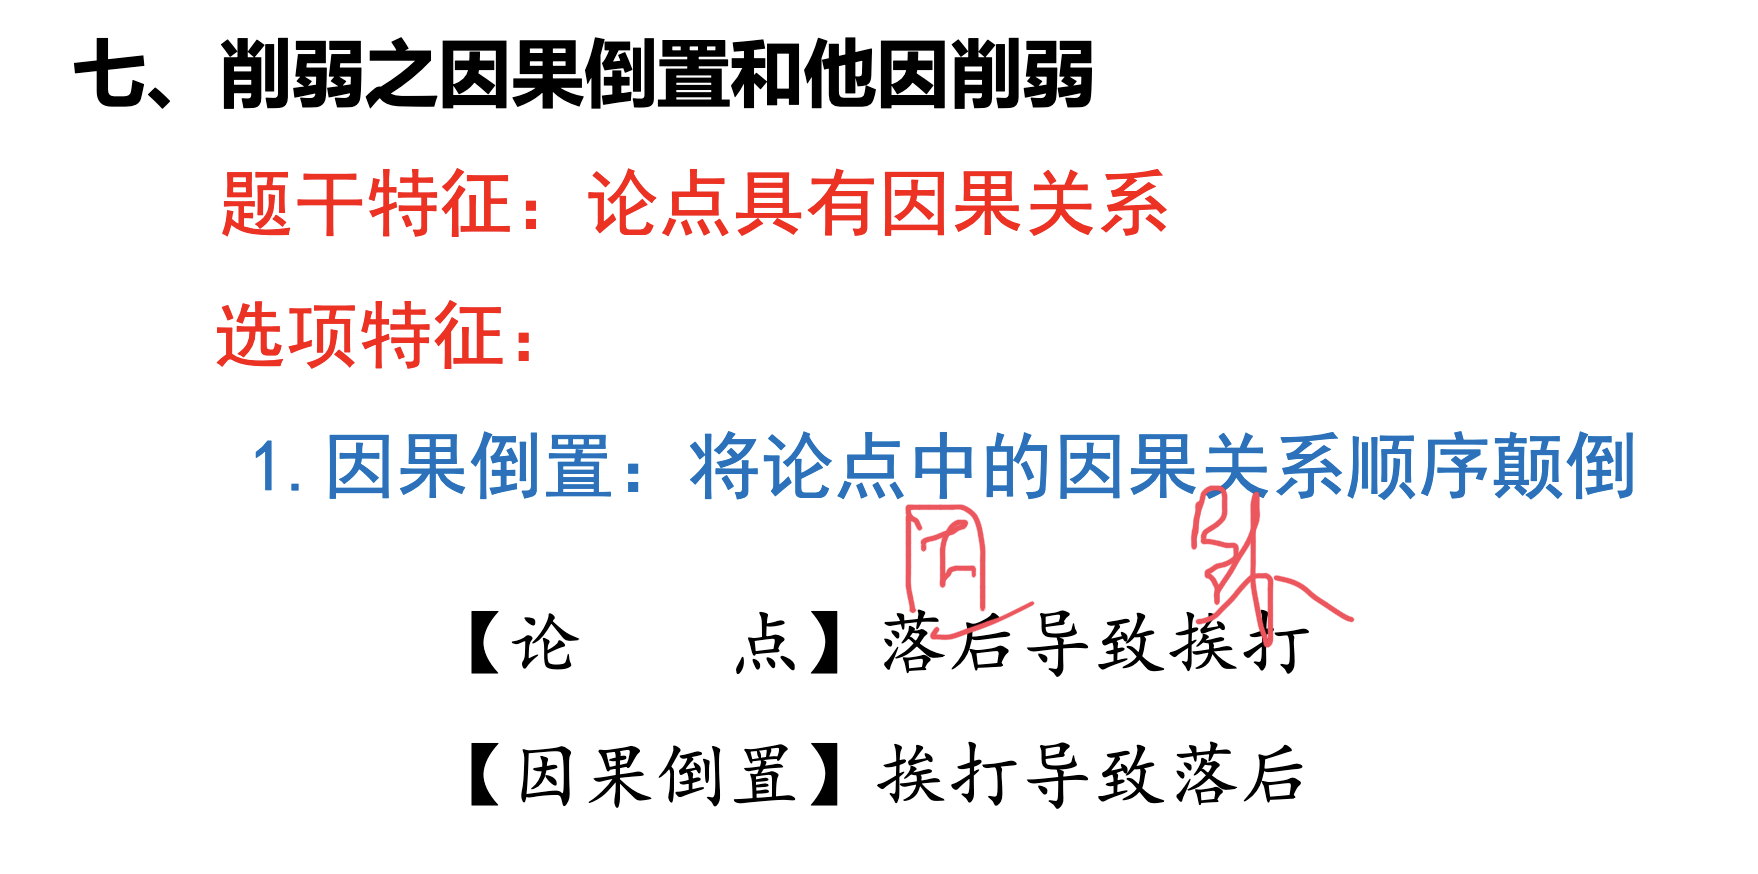 七、削弱之因果倒置和他因削弱
题干特征：论点具有因果关系
选项特征：
1.因果倒置：将论点中的因果关系顺序颠倒
因 果
【论 点】落后导致挨打
【因果倒置】挨打导致落后